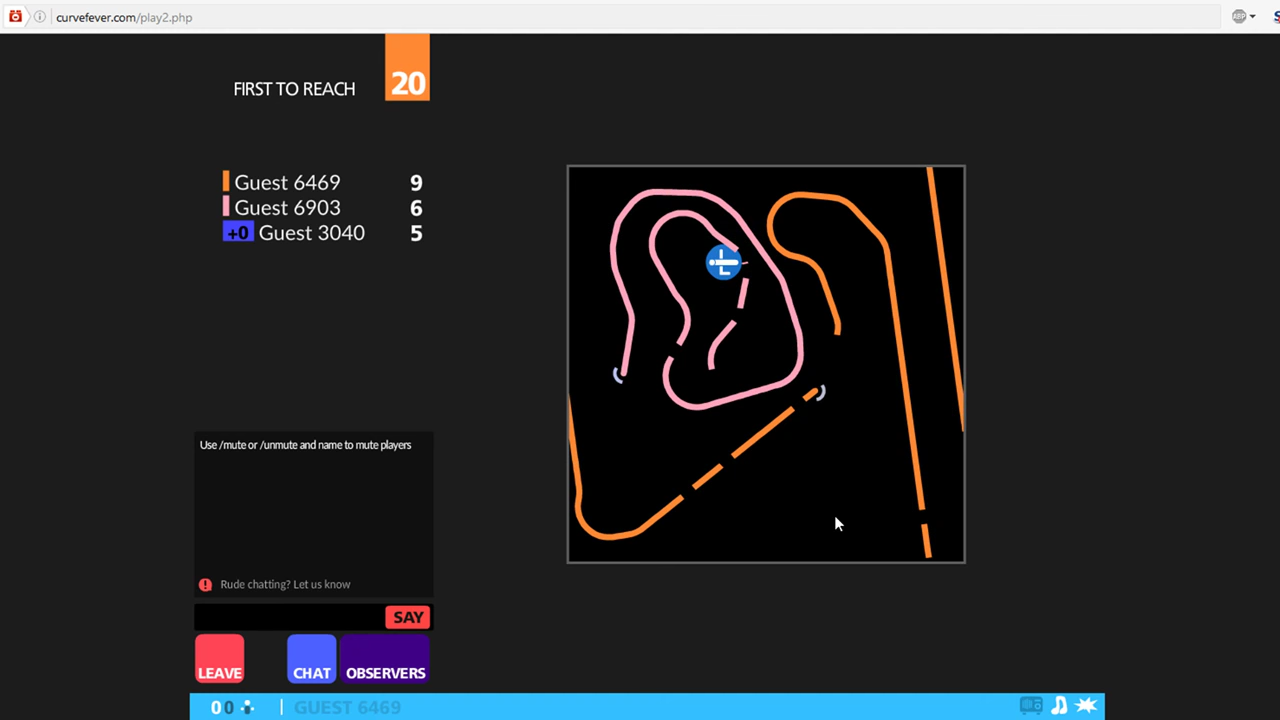 curvefever.com/play2.php
ABP
FIRST TO REACH 20
Guest 6469 9
Guest 6903 6
+0 Guest 3040 5
Use /mute or /unmute and name to mute players
Rude chatting? Let us know
SAY
LEAVE CHAT OBSERVERS
00 GUEST 6469